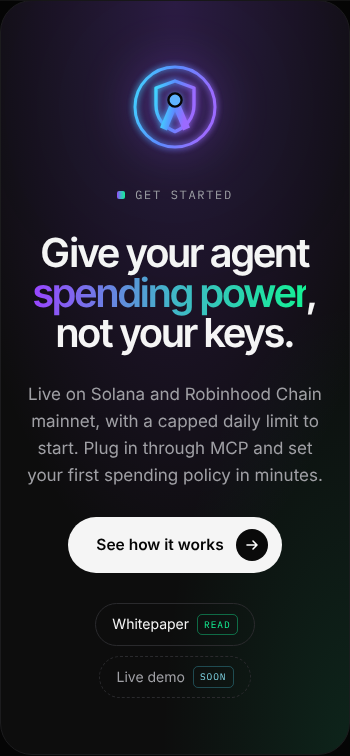 GET STARTED
Give your agent
spending power,
not your keys.
Live on Solana and Robinhood Chain
mainnet, with a capped daily limit to
start. Plug in through MCP and set
your first spending policy in minutes.
See how it works
Whitepaper READ
Live demo SOON